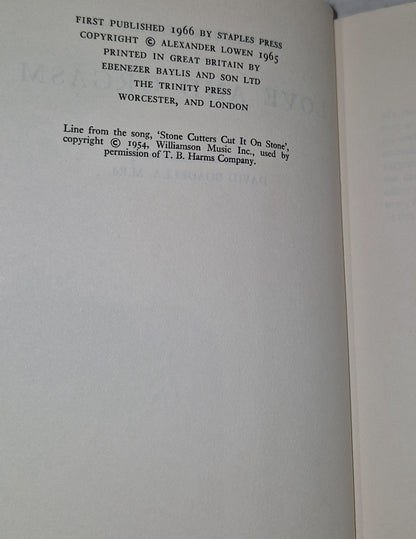 FIRST PUBLISHED 1966 BY STAPLES PRESS
COPYRIGHT © ALEXANDER LOWEN 1965
PRINTED IN GREAT BRITAIN BY
EBENEZER BAYLIS AND SON LTD
THE TRINITY PRESS
WORCESTER, AND LONDON
Line from the song, 'Stone Cutters Cut It On Stone',
copyright © 1954, Williamson Music Inc., used by
permission of T. B. Harms Company.